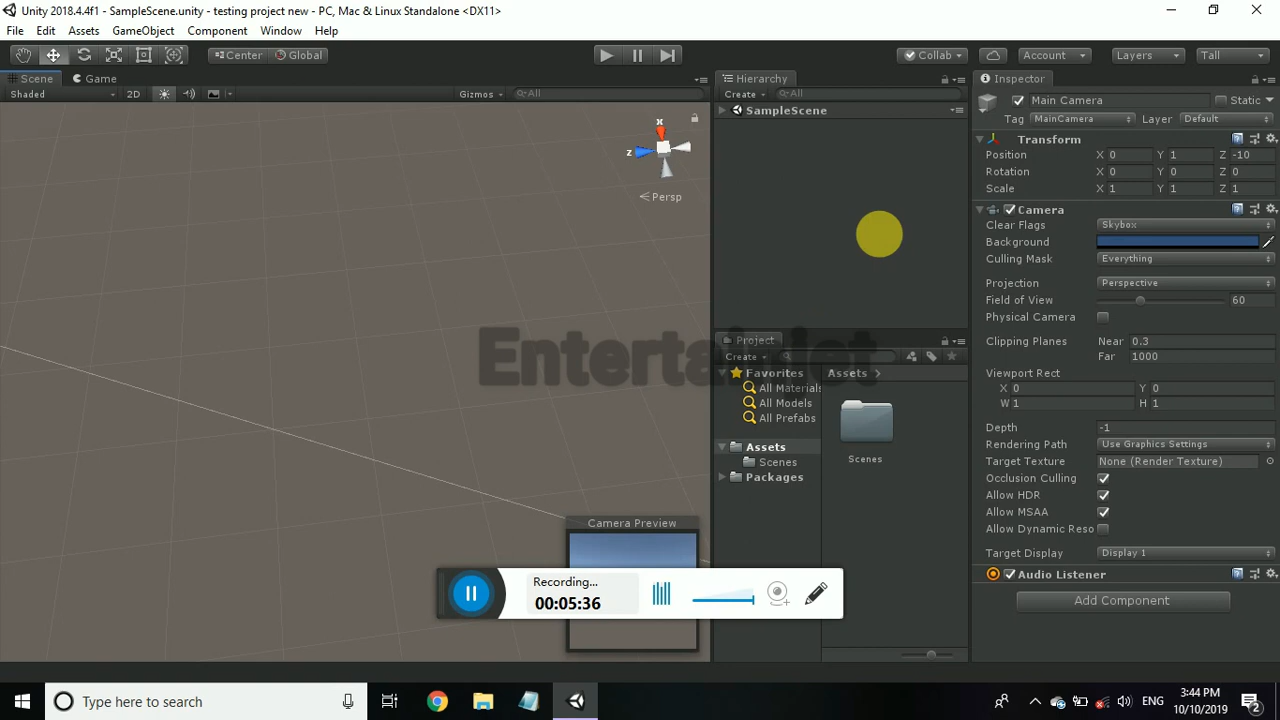 Unity 2018.4.4f1 - SampleScene.unity - testing project new - PC, Mac & Linux Standalone <DX11>
File Edit Assets GameObject Component Window Help
Center Global Collab Account Layers Tall
Scene Game
Shaded 2D Gizmos All
x
z
Persp
Hierarchy
Create All
SampleScene
Project
Create
Favorites
All Materials
All Models
All Prefabs
Assets
Scenes
Packages
Assets
Scenes
Inspector
Main Camera Static
Tag MainCamera Layer Default
Transform
Position X 0 Y 1 Z -10
Rotation X 0 Y 0 Z 0
Scale X 1 Y 1 Z 1
Camera
Clear Flags Skybox
Background
Culling Mask Everything
Projection Perspective
Field of View 60
Physical Camera
Clipping Planes Near 0.3
Far 1000
Viewport Rect
X 0 Y 0
W 1 H 1
Depth -1
Rendering Path Use Graphics Settings
Target Texture None (Render Texture)
Occlusion Culling
Allow HDR
Allow MSAA
Allow Dynamic Reso
Target Display Display 1
Audio Listener
Add Component
Camera Preview
Recording...
00:05:36
Type here to search
ENG
3:44 PM
10/10/2019
2